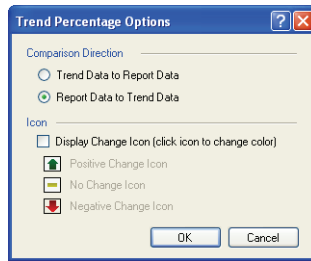 Trend Percentage Options
Comparison Direction
Trend Data to Report Data
Report Data to Trend Data
Icon
Display Change Icon (click icon to change color)
Positive Change Icon
No Change Icon
Negative Change Icon
OK Cancel